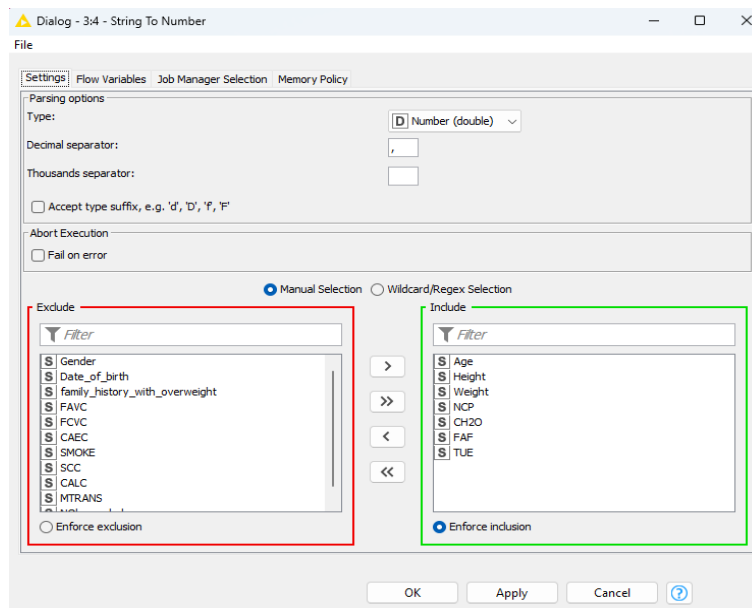 Dialog - 3:4 - String To Number
File
Settings Flow Variables Job Manager Selection Memory Policy
Parsing options
Type:
D Number (double)
Decimal separator:
,
Thousands separator:
Accept type suffix, e.g. 'd', 'D', 'f', 'F'
Abort Execution
Fail on error
Manual Selection Wildcard/Regex Selection
Exclude
Filter
S Gender
S Date_of_birth
S family_history_with_overweight
S FAVC
S FCVC
S CAEC
S SMOKE
S SCC
S CALC
S MTRANS
Enforce exclusion
>
>>
<
<<
Include
Filter
S Age
S Height
S Weight
S NCP
S CH2O
S FAF
S TUE
Enforce inclusion
OK Apply Cancel ?